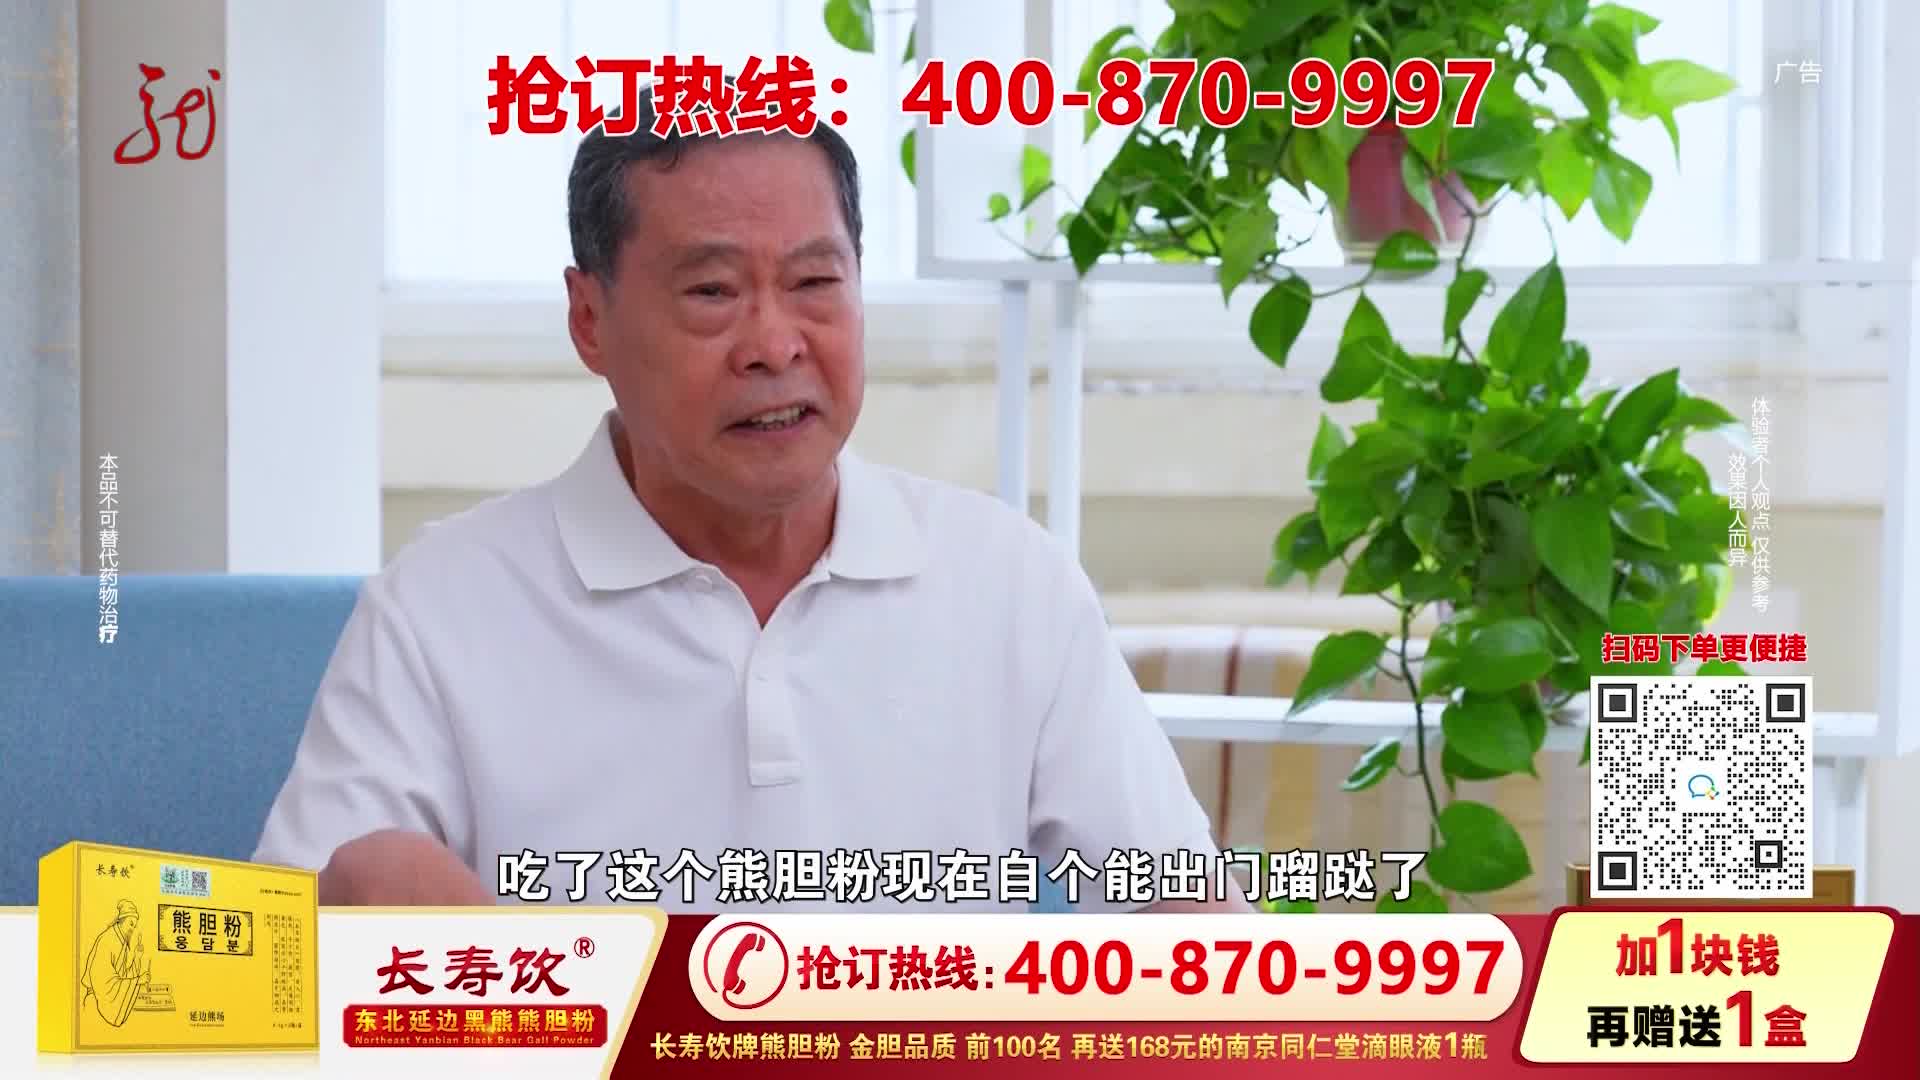 抢订热线：400-870-9997
广告
本品不可替代药物治疗
体验者个人观点 仅供参考
效果因人而异
扫码下单更便捷
吃了这个熊胆粉现在自个能出门蹓跶了
长寿饮®
熊胆粉
웅담분
延边熊场
长寿饮®
东北延边黑熊熊胆粉
Northeast Yanbian Black Bear Gall Powder
抢订热线：400-870-9997
长寿饮牌熊胆粉 金胆品质 前100名 再送168元的南京同仁堂滴眼液1瓶
加1块钱
再赠送1盒